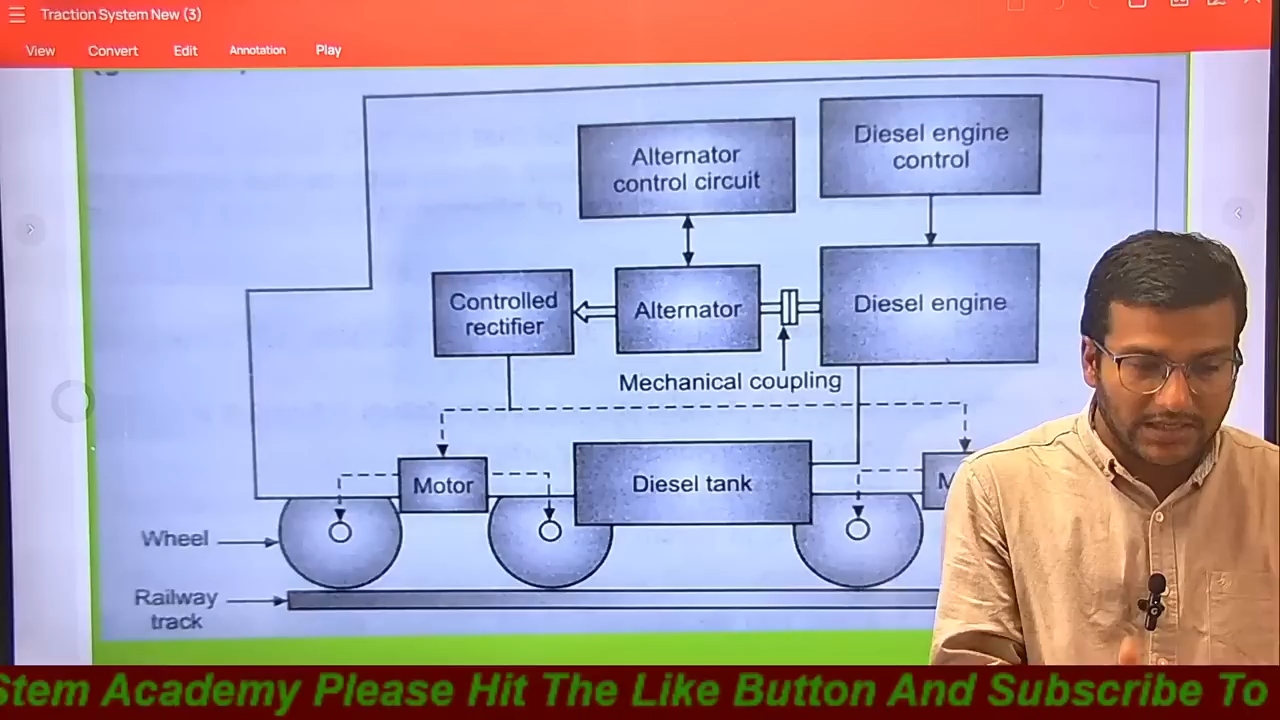 Traction System New (3)
View Convert Edit Annotation Play
Alternator
control circuit
Diesel engine
control
Controlled
rectifier
Alternator
Diesel engine
Mechanical coupling
Motor
Diesel tank
M
Wheel
Railway
track
Stem Academy Please Hit The Like Button And Subscribe To